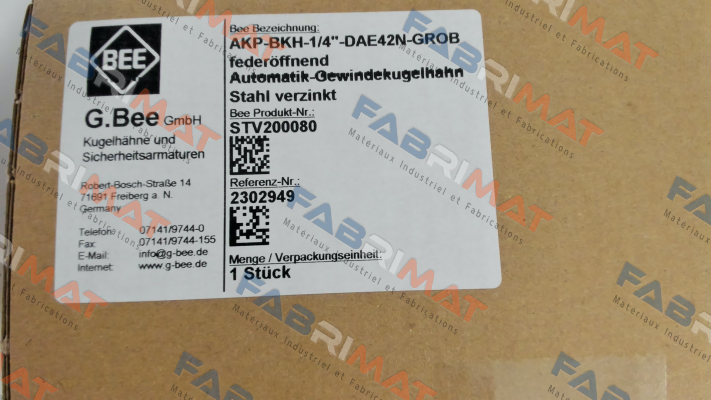 BEE
G.Bee GmbH
Kugelhähne und
Sicherheitsarmaturen
Robert-Bosch-Straße 14
71691 Freiberg a. N.
Germany
Telefon: 07141/9744-0
Fax: 07141/9744-155
E-Mail: info@g-bee.de
Internet: www.g-bee.de
Bee Bezeichnung:
AKP-BKH-1/4"-DAE42N-GROB
federöffnend
Automatik-Gewindekugelhahn
Stahl verzinkt
Bee Produkt-Nr.:
STV200080
Referenz-Nr.:
2302949
Menge / Verpackungseinheit:
1 Stück
FABRIMAT
Materiaux Industriel et Fabrications